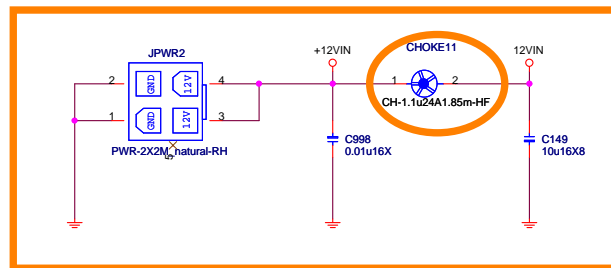 JPWR2
+12VIN
CHOKE11
12VIN
2
GND
12V
4
1
2
1
GND
12V
3
CH-1.1u24A1.85m-HF
C998
0.01u16X
C149
10u16X8
PWR-2X2M_natural-RH
5